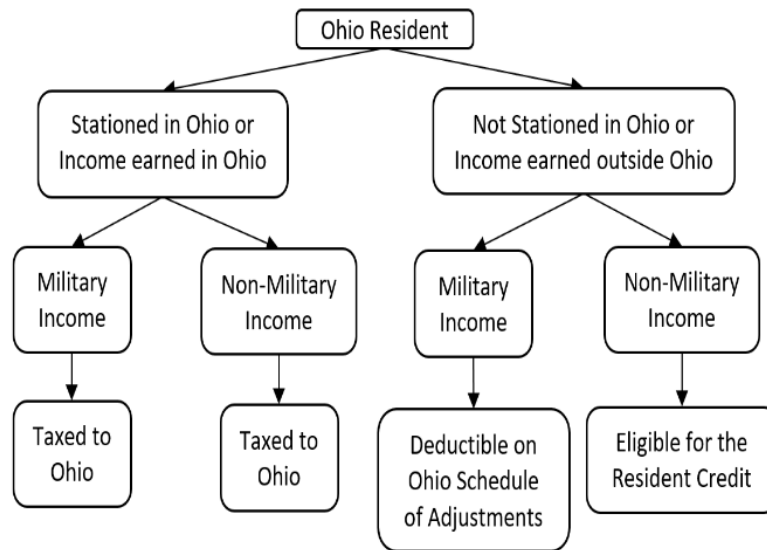 Ohio Resident
Stationed in Ohio or
Income earned in Ohio
Not Stationed in Ohio or
Income earned outside Ohio
Military
Income
Non-Military
Income
Military
Income
Non-Military
Income
Taxed to
Ohio
Taxed to
Ohio
Deductible on
Ohio Schedule
of Adjustments
Eligible for the
Resident Credit